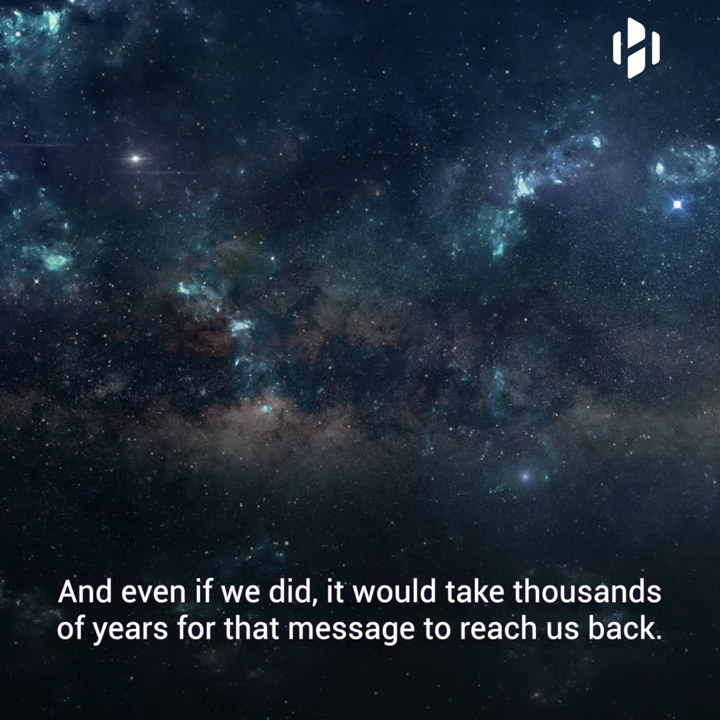 And even if we did, it would take thousands
of years for that message to reach us back.